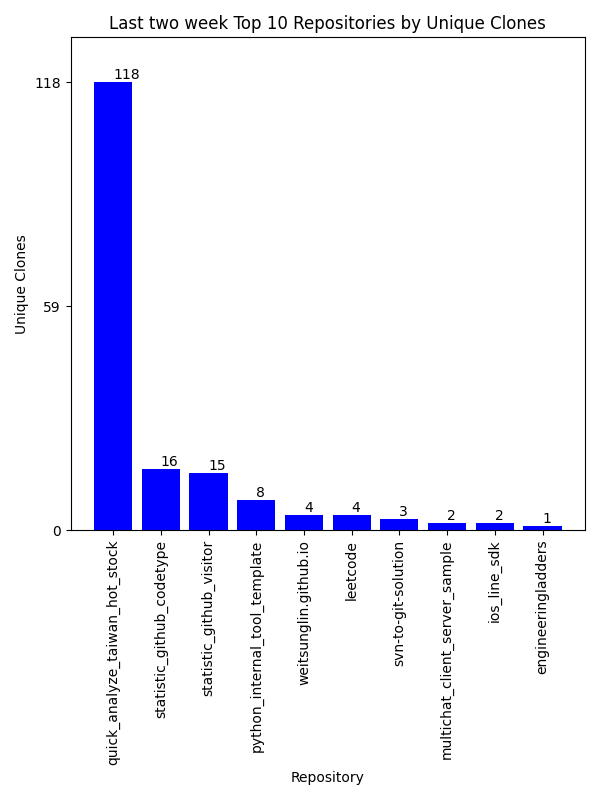 Last two week Top 10 Repositories by Unique Clones
Unique Clones
118
59
0
118
16
15
8
4
4
3
2
2
1
quick_analyze_taiwan_hot_stock
statistic_github_codetype
statistic_github_visitor
python_internal_tool_template
weitsunglin.github.io
leetcode
svn-to-git-solution
multichat_client_server_sample
ios_line_sdk
engineeringladders
Repository